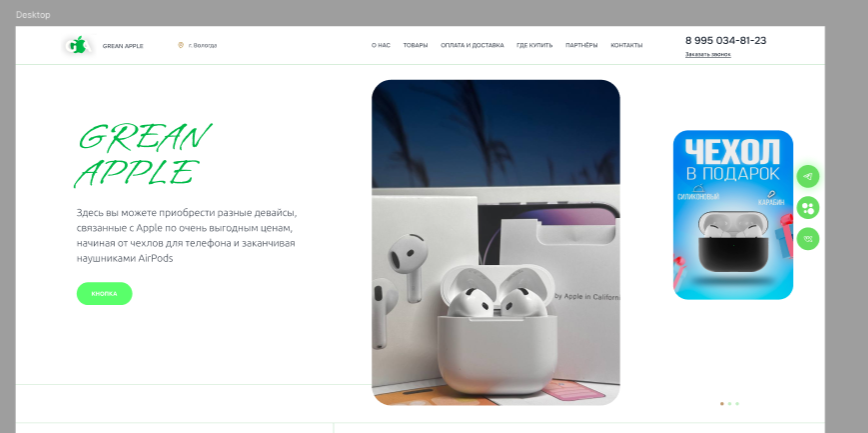 Desktop
GREAN APPLE
г. Вологда
О НАС
ТОВАРЫ
ОПЛАТА И ДОСТАВКА
ГДЕ КУПИТЬ
ПАРТНЁРЫ
КОНТАКТЫ
8 995 034-81-23
Заказать звонок
GREAN
APPLE
Здесь вы можете приобрести разные девайсы,
связанные с Apple по очень выгодным ценам,
начиная от чехлов для телефона и заканчивая
наушниками AirPods
КНОПКА
by Apple in Californ
ЧЕХОЛ
В ПОДАРОК
СИЛИКОНОВЫЙ
КАРАБИН